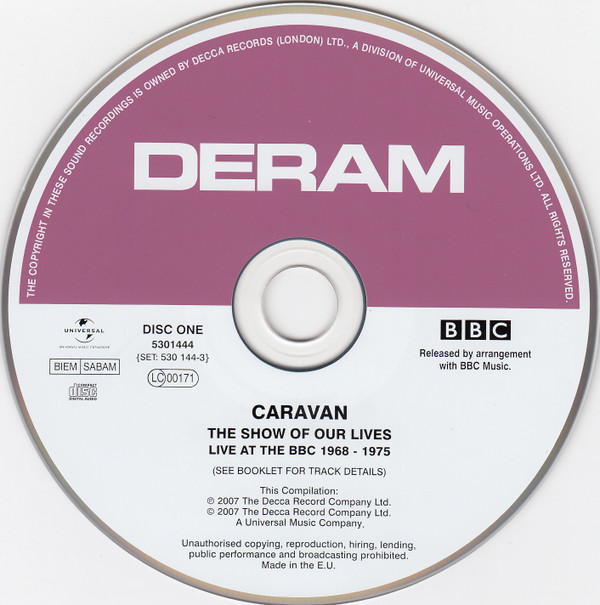 THE COPYRIGHT IN THESE SOUND RECORDINGS IS OWNED BY DECCA RECORDS (LONDON) LTD., A DIVISION OF UNIVERSAL MUSIC OPERATIONS LTD. ALL RIGHTS RESERVED.
DERAM
UNIVERSAL
BIEM SABAM
COMPACT
disc
DIGITAL AUDIO
DISC ONE
5301444
{SET: 530 144-3}
LC 00171
BBC
Released by arrangement
with BBC Music.
CARAVAN
THE SHOW OF OUR LIVES
LIVE AT THE BBC 1968 - 1975
(SEE BOOKLET FOR TRACK DETAILS)
This Compilation:
℗ 2007 The Decca Record Company Ltd.
© 2007 The Decca Record Company Ltd.
A Universal Music Company.
Unauthorised copying, reproduction, hiring, lending,
public performance and broadcasting prohibited.
Made in the E.U.